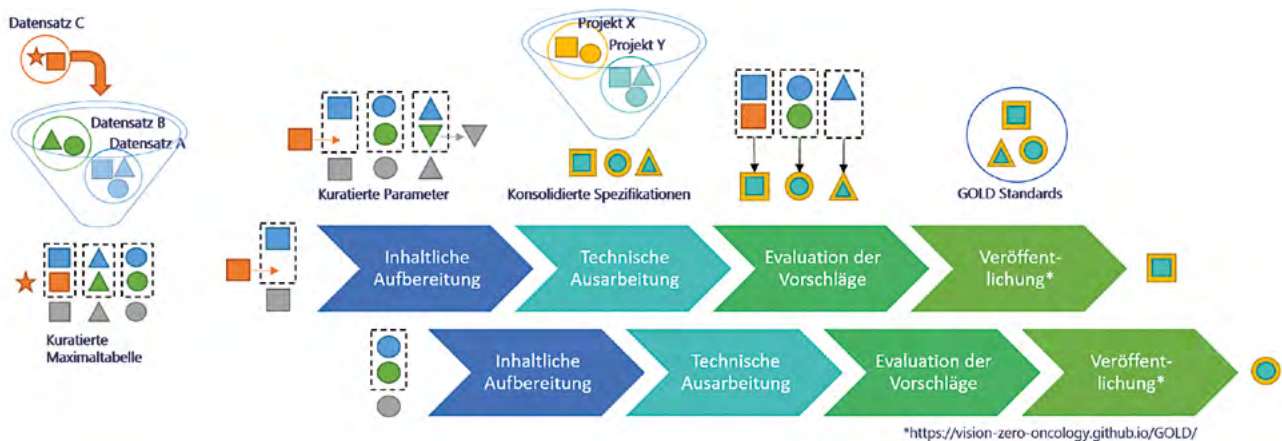 Datensatz C
Datensatz B
Datensatz A
Kuratierte
Maximaltabelle
Kuratierte Parameter
Projekt X
Projekt Y
Konsolidierte Spezifikationen
GOLD Standards
Inhaltliche
Aufbereitung
Technische
Ausarbeitung
Evaluation der
Vorschläge
Veröffent-
lichung*
Inhaltliche
Aufbereitung
Technische
Ausarbeitung
Evaluation der
Vorschläge
Veröffent-
lichung*
*https://vision-zero-oncology.github.io/GOLD/